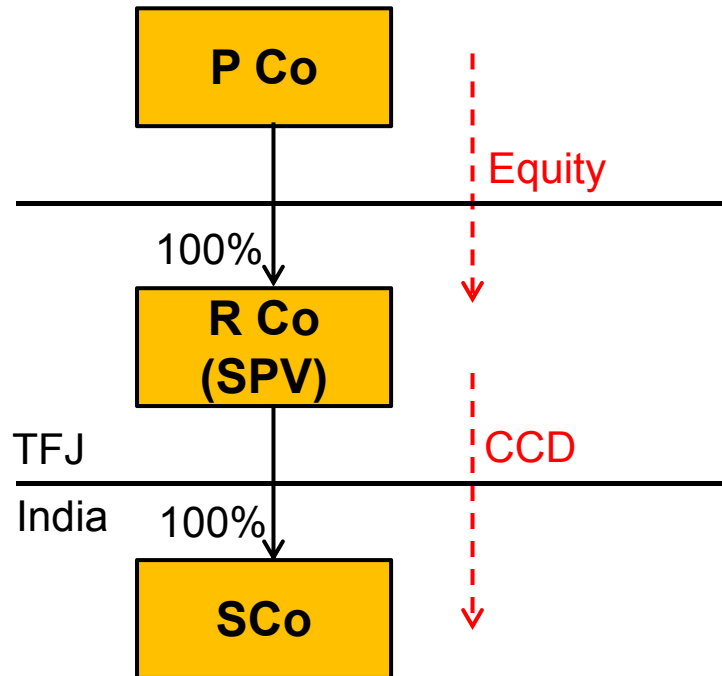 P Co
Equity
100%
R Co
(SPV)
TFJ
CCD
India
100%
SCo